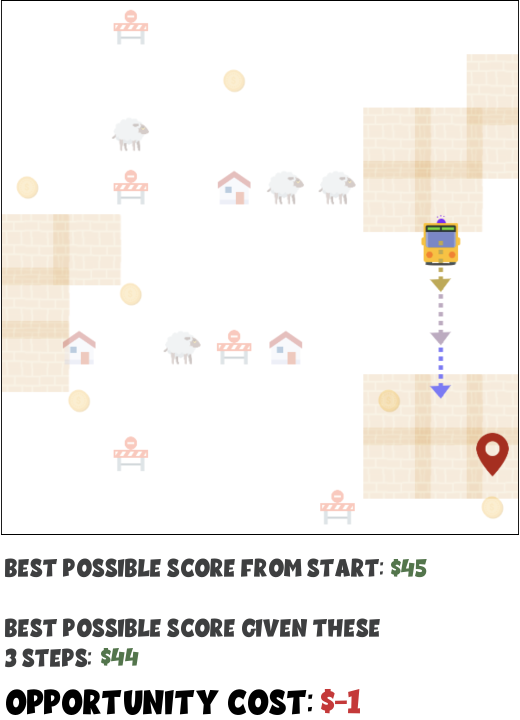 BEST POSSIBLE SCORE FROM START: $45
BEST POSSIBLE SCORE GIVEN THESE
3 STEPS: $44
OPPORTUNITY COST: $-1